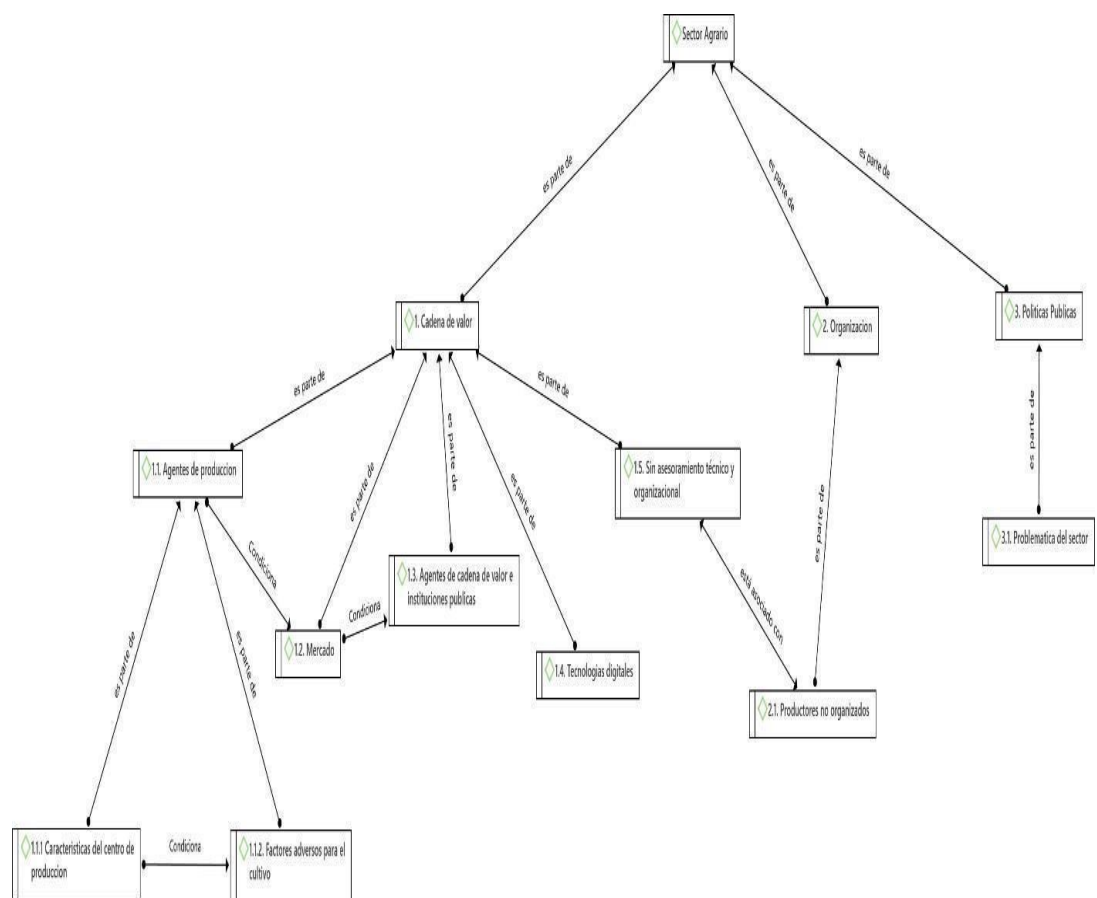 Sector Agrario
es parte de
es parte de
es parte de
1. Cadena de valor
2. Organizacion
3. Politicas Publicas
es parte de
es parte de
es parte de
es parte de
es parte de
1.1. Agentes de produccion
1.5. Sin asesoramiento técnico y
organizacional
es parte de
es parte de
3.1. Problematica del sector
Condiciona
1.3. Agentes de cadena de valor e
instituciones publicas
Condiciona
está asociado con
1.2. Mercado
1.4. Tecnologias digitales
2.1. Productores no organizados
es parte de
es parte de
1.1.1 Caracteristicas del centro de
produccion
Condiciona
1.1.2. Factores adversos para el
cultivo